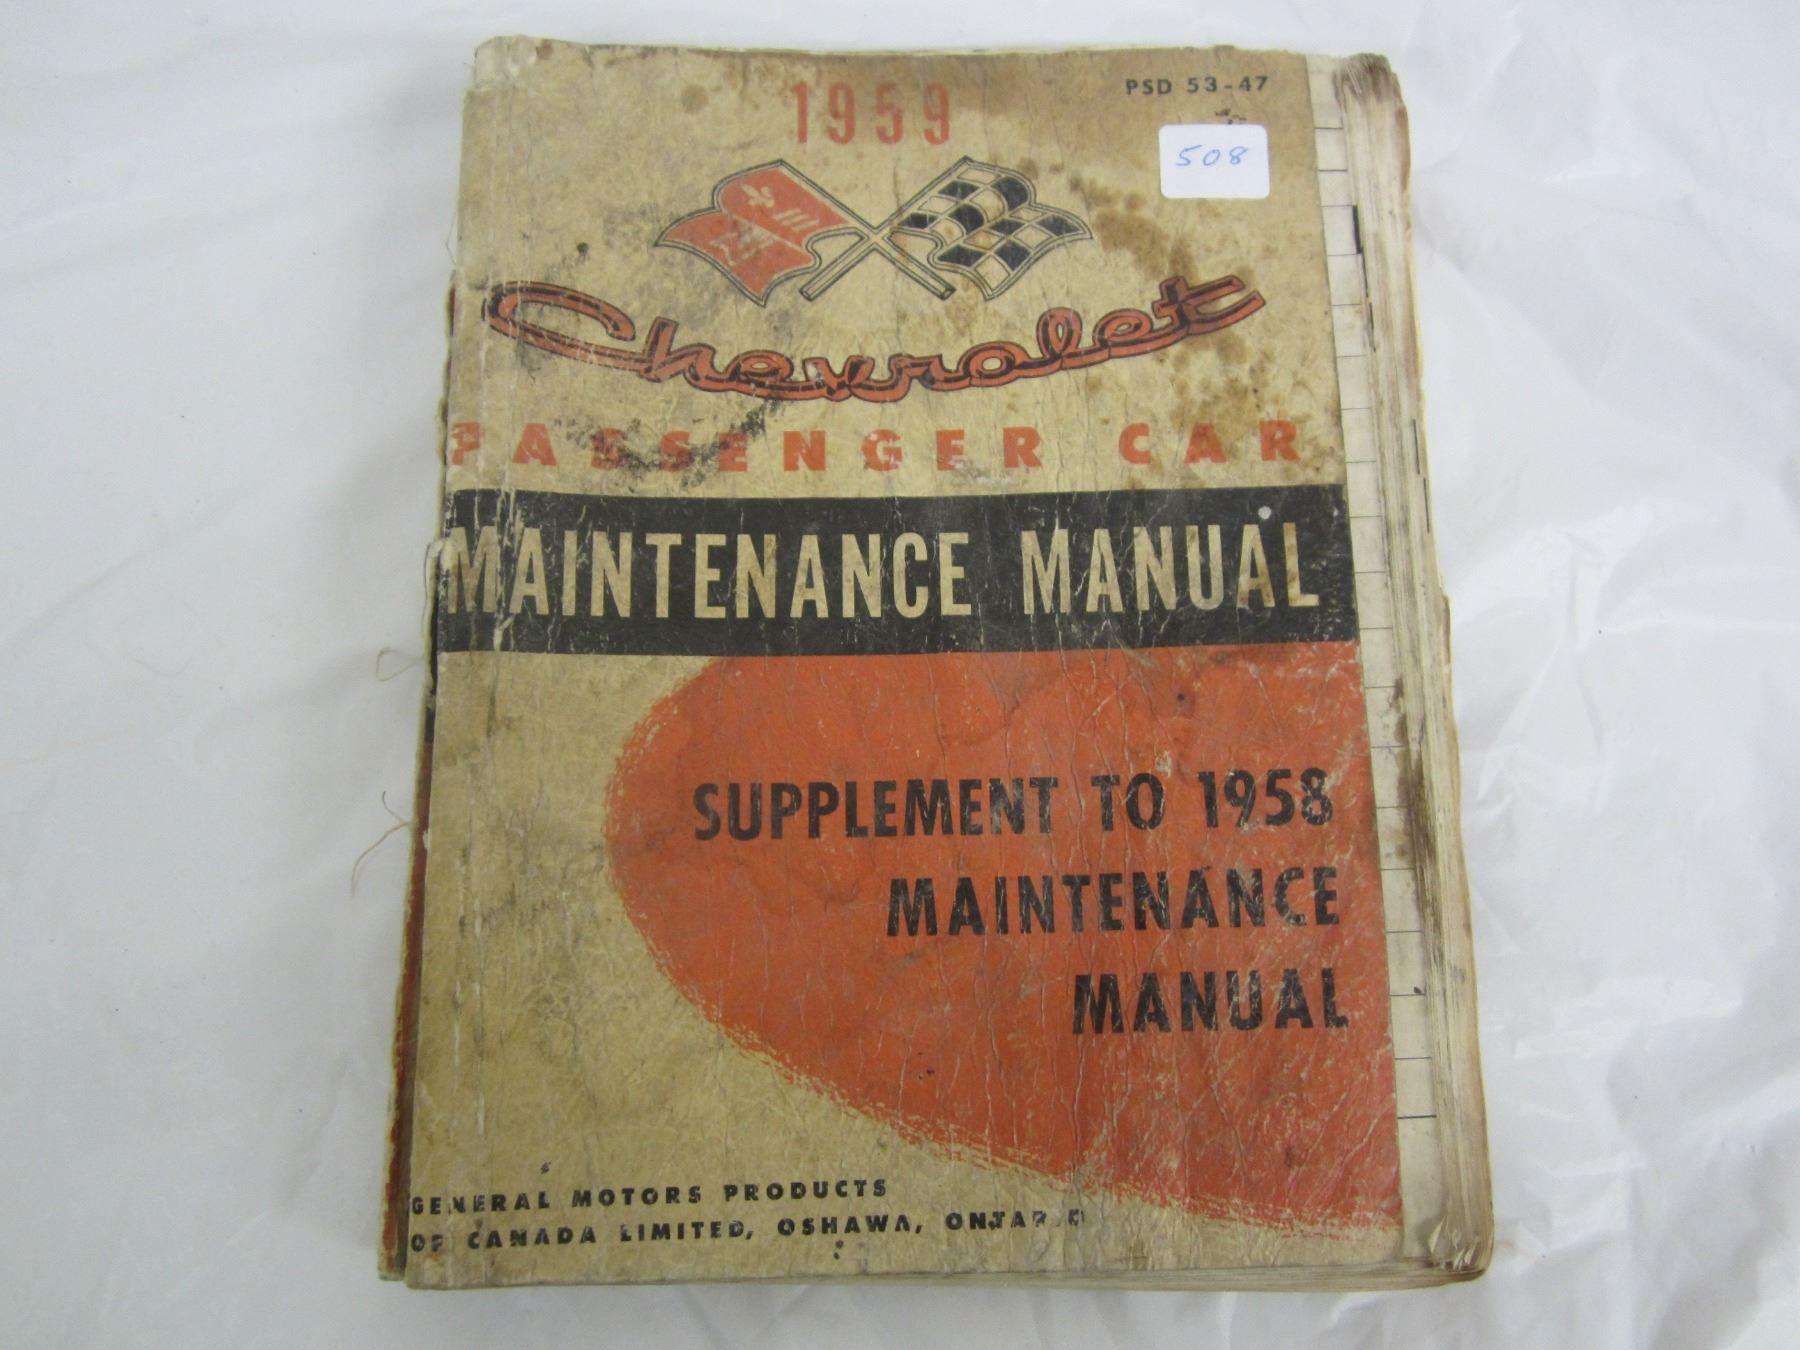 1959
PSD 53-47
508
Chevrolet
PASSENGER CAR
MAINTENANCE MANUAL
SUPPLEMENT TO 1958
MAINTENANCE
MANUAL
GENERAL MOTORS PRODUCTS
OF CANADA LIMITED, OSHAWA, ONTARIO